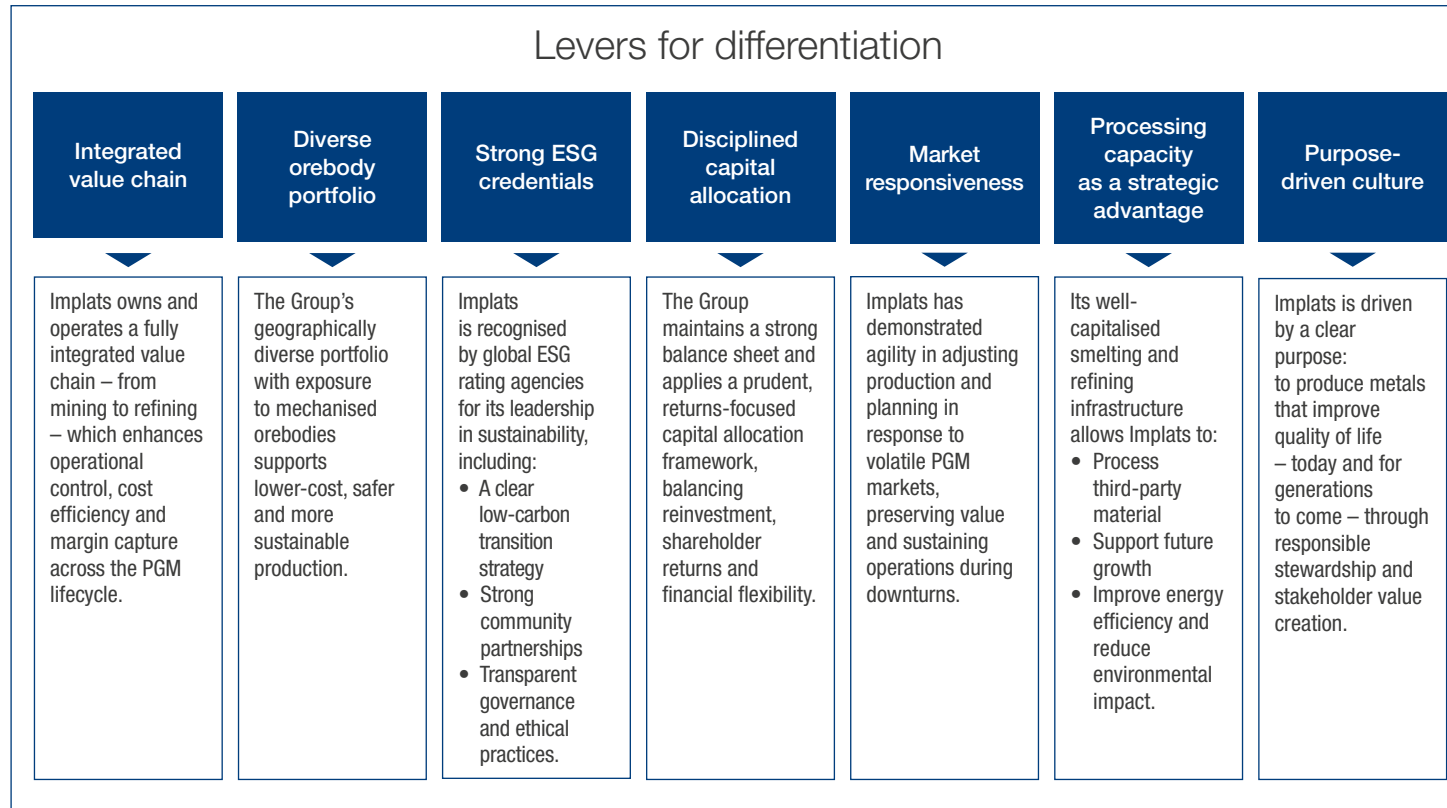 Levers for differentiation
Integrated
value chain
Implats owns and
operates a fully
integrated value
chain – from
mining to refining
– which enhances
operational
control, cost
efficiency and
margin capture
across the PGM
lifecycle.
Diverse
orebody
portfolio
The Group’s
geographically
diverse portfolio
with exposure
to mechanised
orebodies
supports
lower-cost, safer
and more
sustainable
production.
Strong ESG
credentials
Implats
is recognised
by global ESG
rating agencies
for its leadership
in sustainability,
including:
• A clear
low-carbon
transition
strategy
• Strong
community
partnerships
• Transparent
governance
and ethical
practices.
Disciplined
capital
allocation
The Group
maintains a strong
balance sheet and
applies a prudent,
returns-focused
capital allocation
framework,
balancing
reinvestment,
shareholder
returns and
financial flexibility.
Market
responsiveness
Implats has
demonstrated
agility in adjusting
production and
planning in
response to
volatile PGM
markets,
preserving value
and sustaining
operations during
downturns.
Processing
capacity
as a strategic
advantage
Its well-
capitalised
smelting and
refining
infrastructure
allows Implats to:
• Process
third-party
material
• Support future
growth
• Improve energy
efficiency and
reduce
environmental
impact.
Purpose-
driven culture
Implats is driven
by a clear
purpose:
to produce metals
that improve
quality of life
– today and for
generations
to come – through
responsible
stewardship and
stakeholder value
creation.